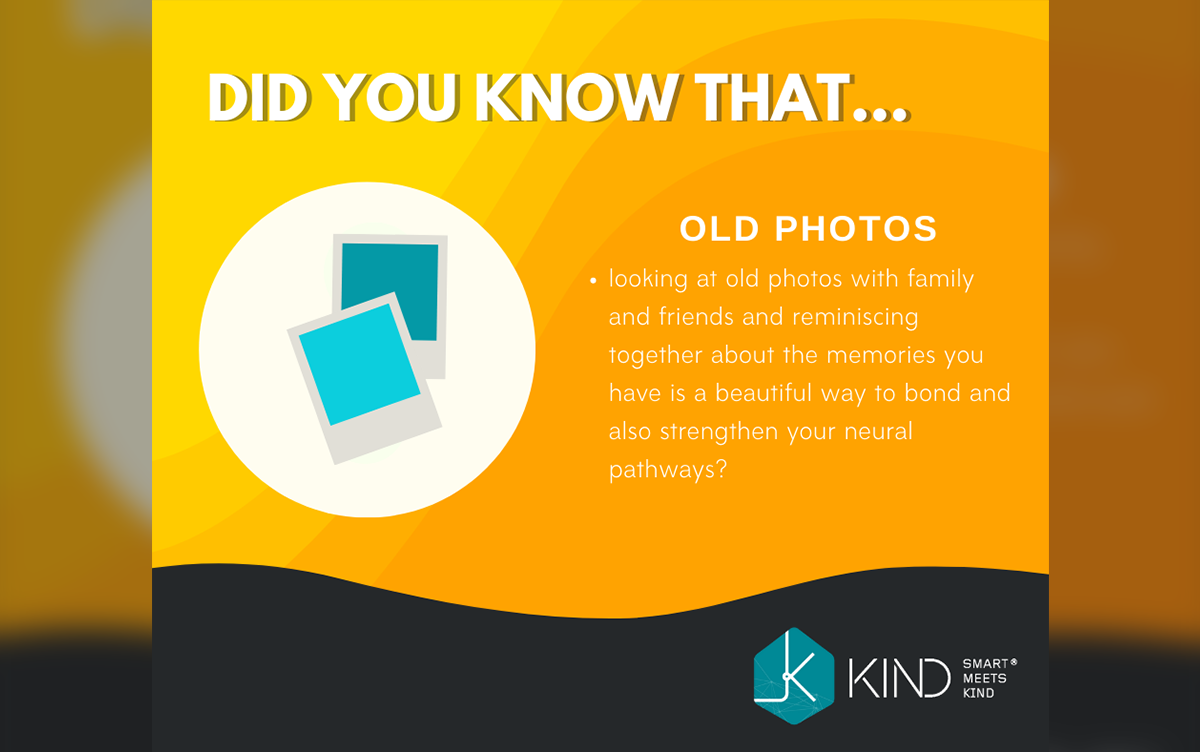 DID YOU KNOW THAT...
OLD PHOTOS
• looking at old photos with family
and friends and reminiscing
together about the memories you
have is a beautiful way to bond and
also strengthen your neural
pathways?
KIND
SMART®
MEETS
KIND